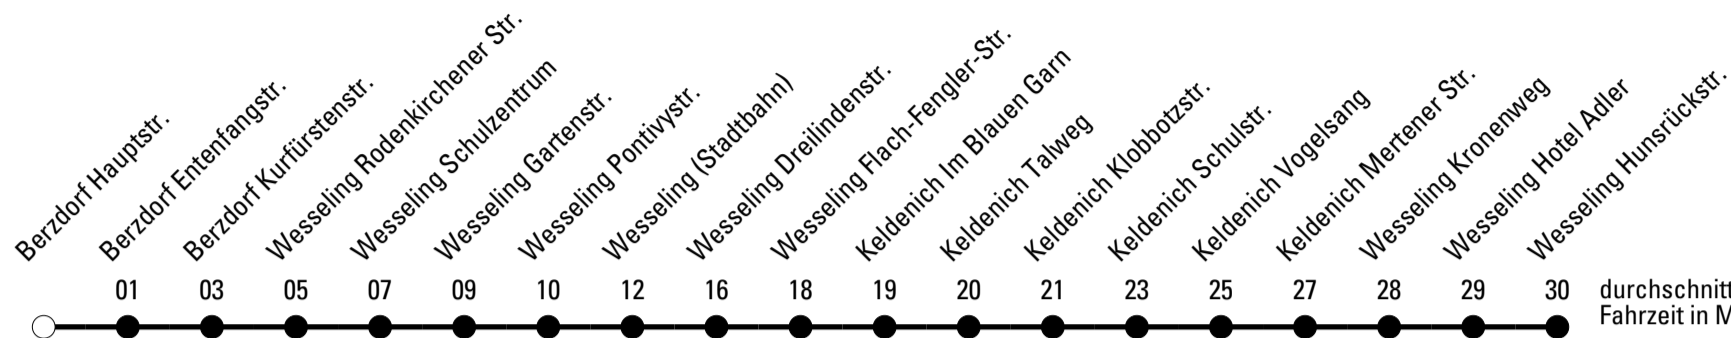 Berzdorf Hauptstr.
Berzdorf Entenfangstr.
Berzdorf Kurfürstenstr.
Wesseling Rodenkirchener Str.
Wesseling Schulzentrum
Wesseling Gartenstr.
Wesseling Pontivystr.
Wesseling (Stadtbahn)
Wesseling Dreilindenstr.
Wesseling Flach-Fengler-Str.
Keldenich Im Blauen Garn
Keldenich Talweg
Keldenich Klobbotzstr.
Keldenich Schulstr.
Keldenich Vogelsang
Keldenich Mertener Str.
Wesseling Kronenweg
Wesseling Hotel Adler
Wesseling Hunsrückstr.
01 03 05 07 09 10 12 16 18 19 20 21 23 25 27 28 29 30 durchschnitt
Fahrzeit in M